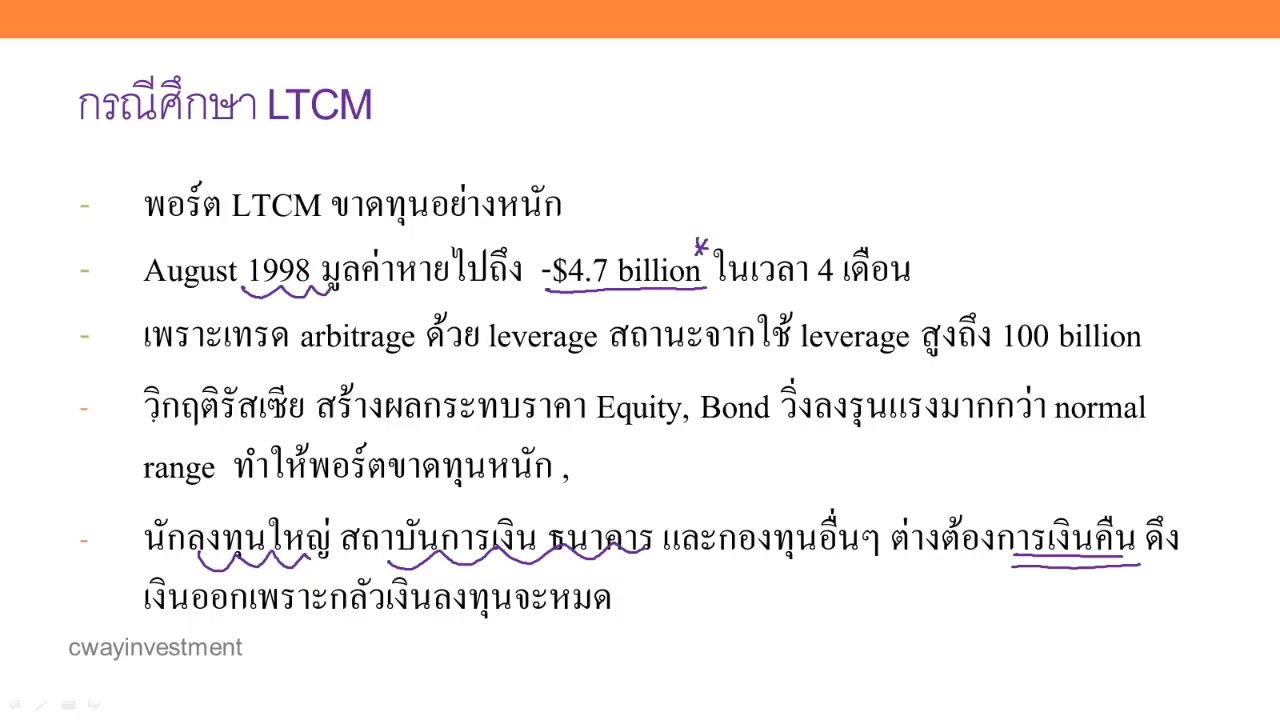 กรณีศึกษา LTCM
- พอร์ต LTCM ขาดทุนอย่างหนัก
- August 1998 มูลค่าหายไปถึง -$4.7 billion* ในเวลา 4 เดือน
- เพราะเทรด arbitrage ด้วย leverage สถานะจากใช้ leverage สูงถึง 100 billion
- วิกฤติรัสเซีย สร้างผลกระทบราคา Equity, Bond วิ่งลงรุนแรงมากกว่า normal
range ทำให้พอร์ตขาดทุนหนัก ,
- นักลงทุนใหญ่ สถาบันการเงิน ธนาคาร และกองทุนอื่นๆ ต่างต้องการเงินคืน ดึง
เงินออกเพราะกลัวเงินลงทุนจะหมด
cwayinvestment